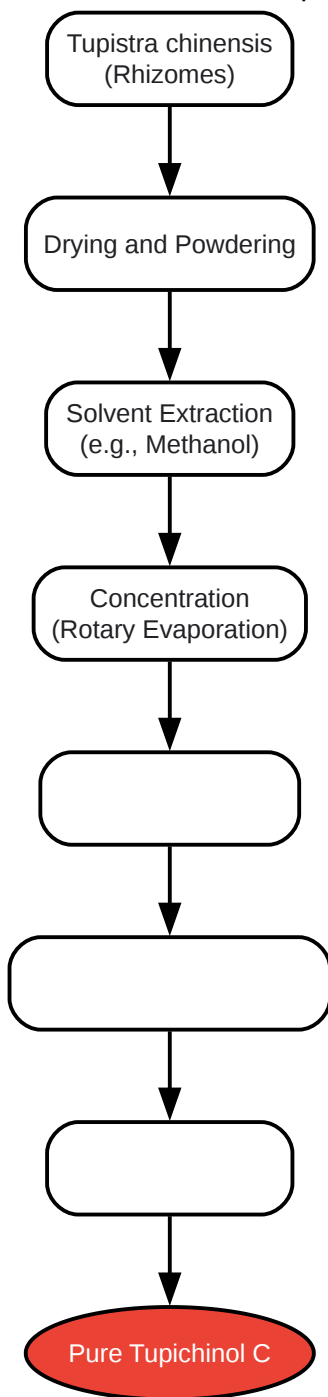 Tupistra chinensis
(Rhizomes)
Drying and Powdering
Solvent Extraction
(e.g., Methanol)
Concentration
(Rotary Evaporation)
Pure Tupichinol C